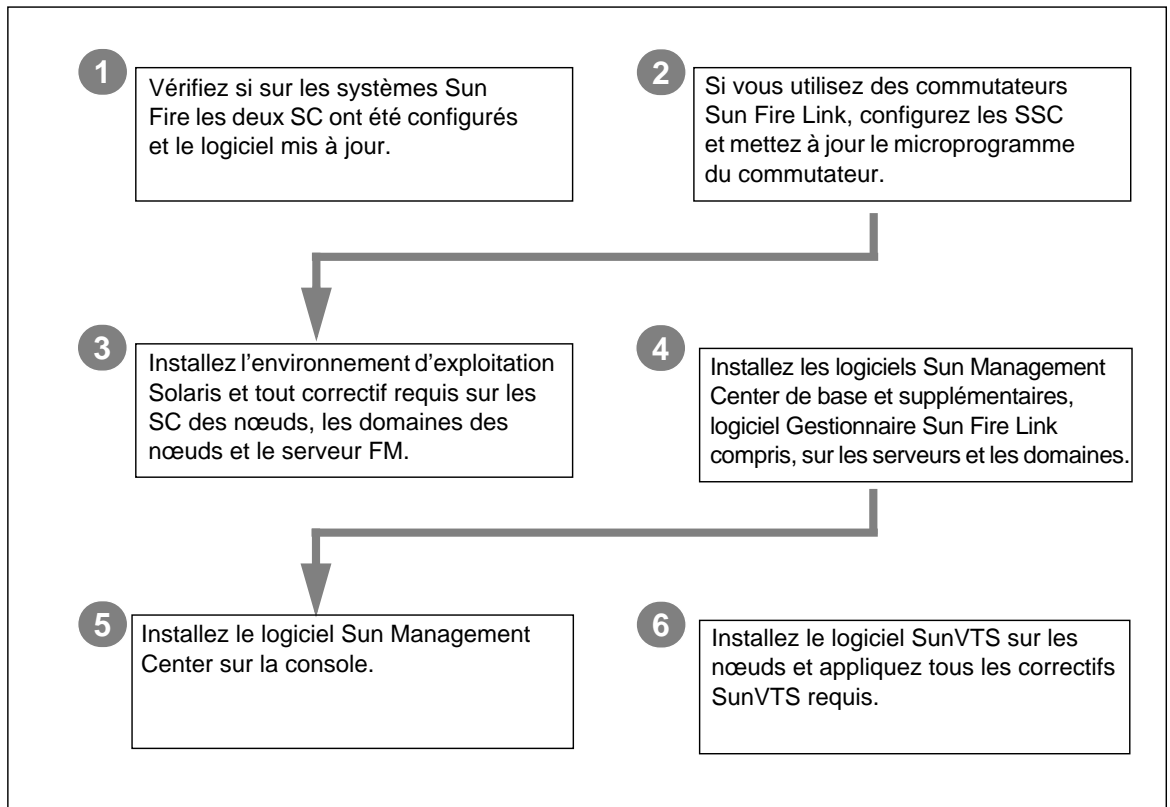 1
Vérifiez si sur les systèmes Sun
Fire les deux SC ont été configurés
et le logiciel mis à jour.
2
Si vous utilisez des commutateurs
Sun Fire Link, configurez les SSC
et mettez à jour le microprogramme
du commutateur.
3
Installez l'environnement d'exploitation
Solaris et tout correctif requis sur les
SC des nœuds, les domaines des
nœuds et le serveur FM.
4
Installez les logiciels Sun Management
Center de base et supplémentaires,
logiciel Gestionnaire Sun Fire Link
compris, sur les serveurs et les domaines.
5
Installez le logiciel Sun Management
Center sur la console.
6
Installez le logiciel SunVTS sur les
nœuds et appliquez tous les correctifs
SunVTS requis.